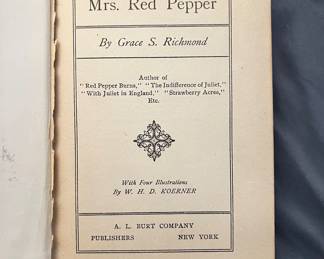 Mrs. Red Pepper
By Grace S. Richmond
Author of
"Red Pepper Burns," "The Indifference of Juliet,"
"With Juliet in England," "Strawberry Acres,"
Etc.
With Four Illustrations
By W. H. D. KOERNER
A. L. BURT COMPANY
PUBLISHERS NEW YORK